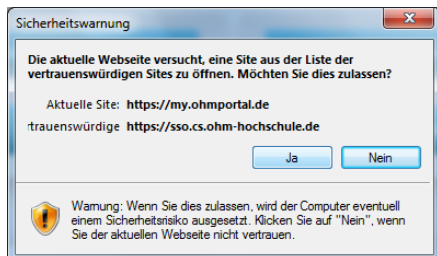 Sicherheitswarnung
Die aktuelle Webseite versucht, eine Site aus der Liste der
vertrauenswürdigen Sites zu öffnen. Möchten Sie dies zulassen?
Aktuelle Site: https://my.ohmportal.de
rtrauenswürdige https://sso.cs.ohm-hochschule.de
Ja Nein
Warnung: Wenn Sie dies zulassen, wird der Computer eventuell
einem Sicherheitsrisiko ausgesetzt. Klicken Sie auf "Nein", wenn
Sie der aktuellen Webseite nicht vertrauen.